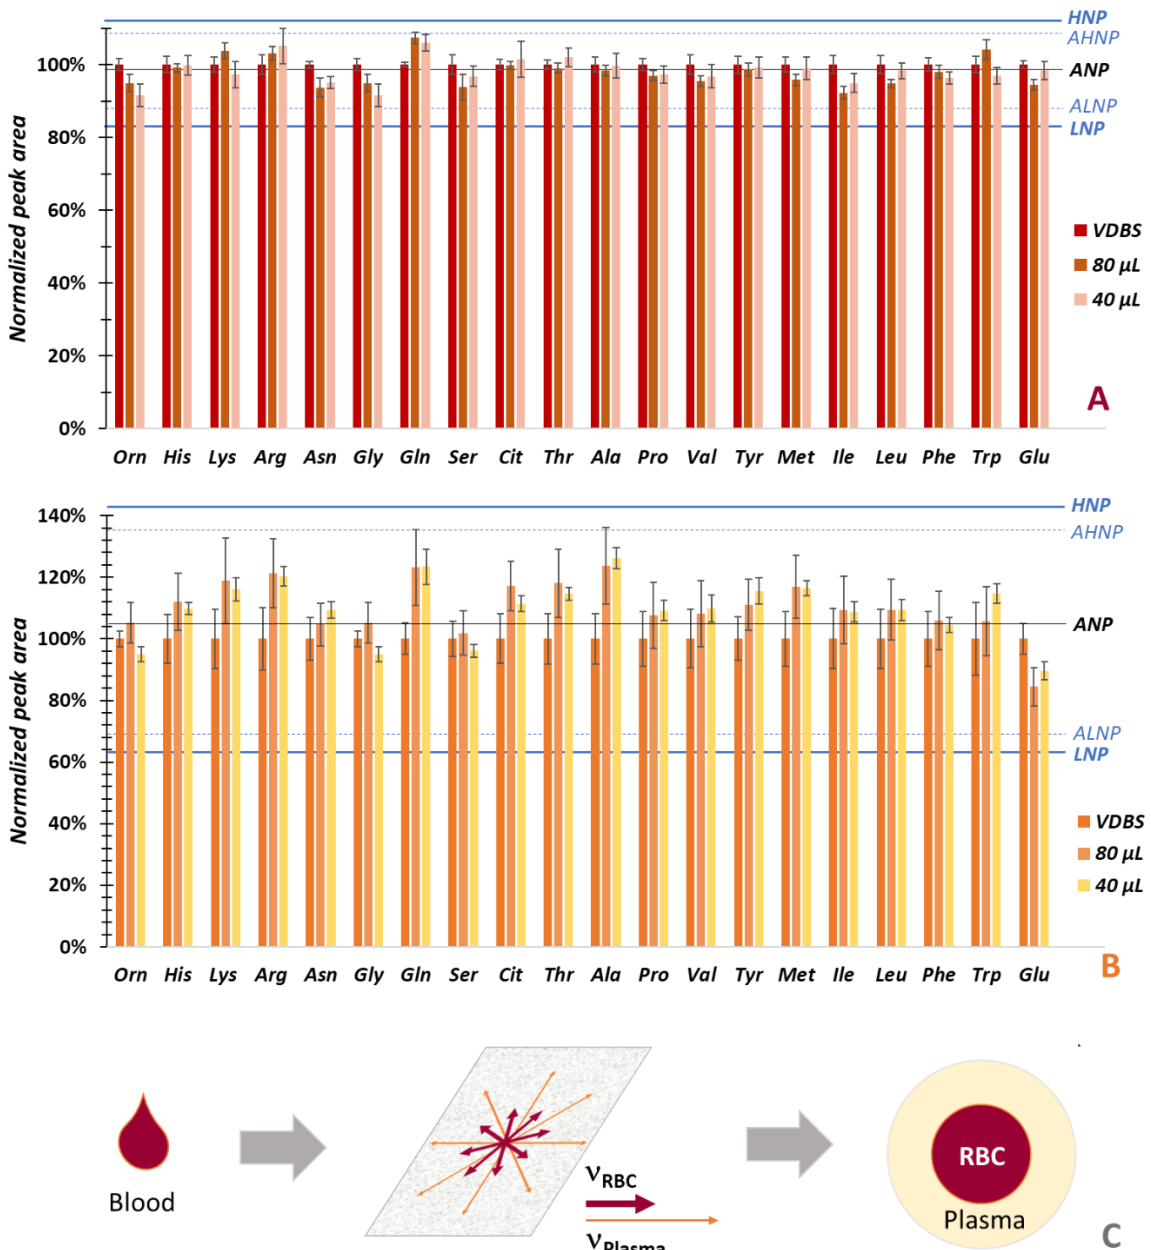 HNP
AHNP
100%
ANP
ALNP
80%
LNP
Normalized peak area
60%
VDBS
80 μL
40%
40 μL
20%
A
0%
Orn His Lys Arg Asn Gly Gln Ser Cit Thr Ala Pro Val Tyr Met Ile Leu Phe Trp Glu
HNP
140%
AHNP
120%
ANP
100%
80%
ALNP
LNP
Normalized peak area
60%
VDBS
40%
80 μL
20%
40 μL
0%
B
Orn His Lys Arg Asn Gly Gln Ser Cit Thr Ala Pro Val Tyr Met Ile Leu Phe Trp Glu
RBC
νRBC
Blood
Plasma
νPlasma
C